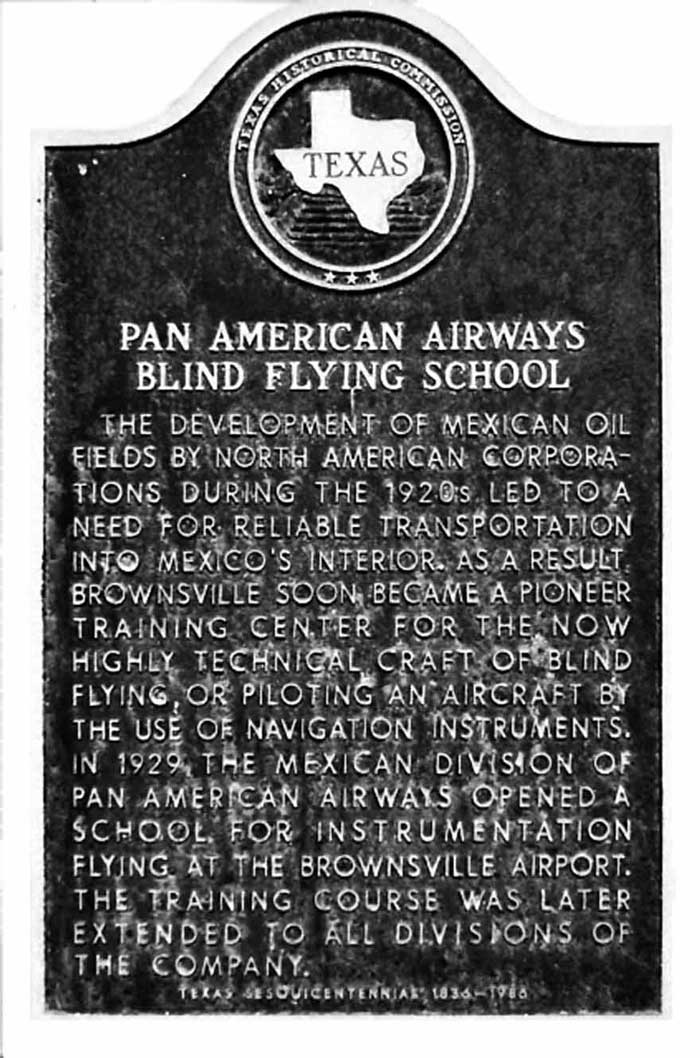 TEXAS HISTORICAL COMMISSION
TEXAS
PAN AMERICAN AIRWAYS
BLIND FLYING SCHOOL
THE DEVELOPMENT OF MEXICAN OIL
FIELDS BY NORTH AMERICAN CORPORA-
TIONS DURING THE 1920s LED TO A
NEED FOR RELIABLE TRANSPORTATION
INTO MEXICO'S INTERIOR. AS A RESULT
BROWNSVILLE SOON BECAME A PIONEER
TRAINING CENTER FOR THE NOW
HIGHLY TECHNICAL CRAFT OF BLIND
FLYING, OR PILOTING AN AIRCRAFT BY
THE USE OF NAVIGATION INSTRUMENTS.
IN 1929, THE MEXICAN DIVISION OF
PAN AMERICAN AIRWAYS OPENED A
SCHOOL FOR INSTRUMENTATION
FLYING AT THE BROWNSVILLE AIRPORT.
THE TRAINING COURSE WAS LATER
EXTENDED TO ALL DIVISIONS OF
THE COMPANY.
TEXAS SESQUICENTENNIAL 1836-1986